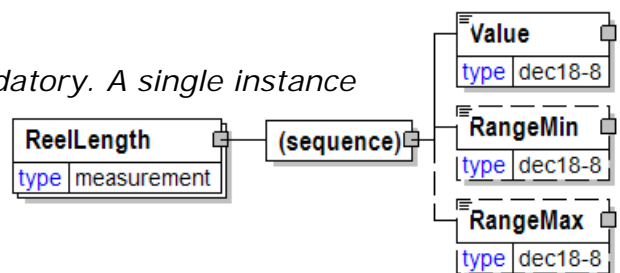 Value
type dec18-8
datory. A single instance
ReelLength
type measurement
(sequence)
RangeMin
type dec18-8
RangeMax
type dec18-8